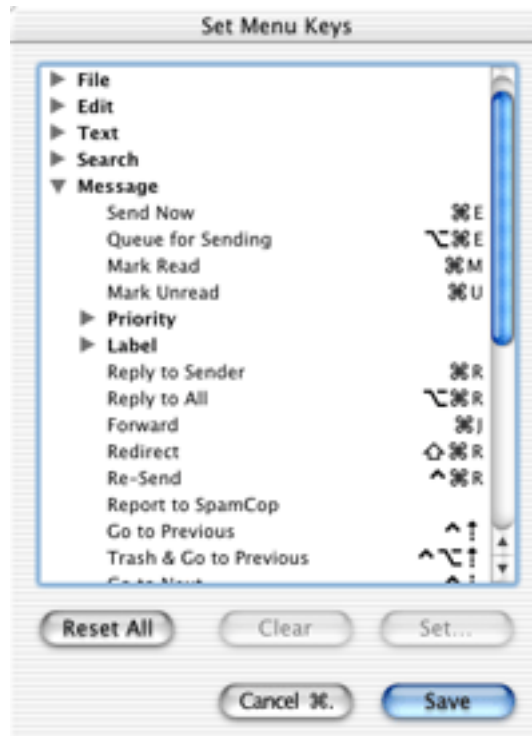 Set Menu Keys
File
Edit
Text
Search
Message
Send Now ⌘E
Queue for Sending ⌥⌘E
Mark Read ⌘M
Mark Unread ⌘U
Priority
Label
Reply to Sender ⌘R
Reply to All ⌥⌘R
Forward ⌘J
Redirect ⇧⌘R
Re-Send ^⌘R
Report to SpamCop
Go to Previous ^↑
Trash & Go to Previous ^⌥↑
Reset All Clear Set...
Cancel ⌘. Save